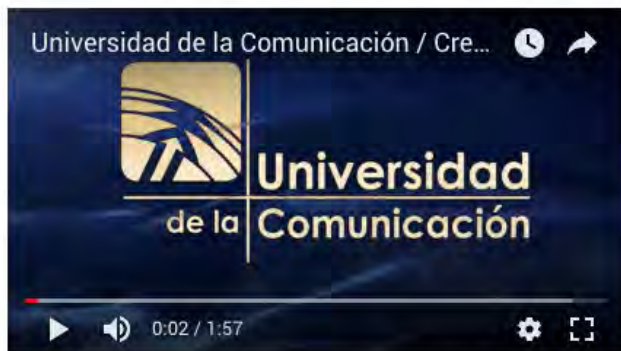 Universidad de la Comunicación / Cre...
Universidad
de la Comunicación
0:02 / 1:57